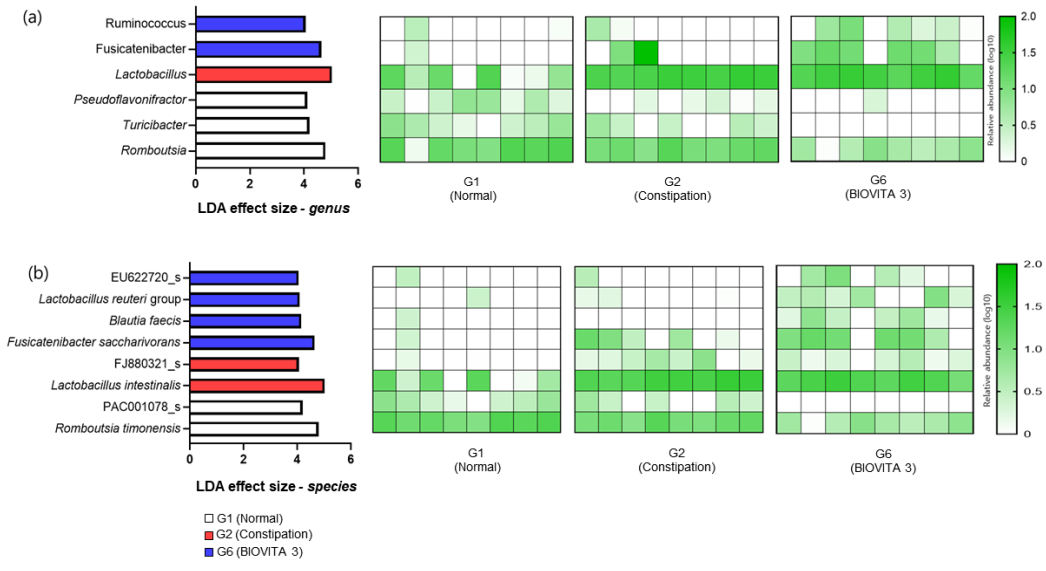 (a)
Ruminococcus
Fusicatenibacter
Lactobacillus
Pseudoflavonifractor
Turicibacter
Romboutsia
0 2 4 6
LDA effect size - genus
G1
(Normal)
G2
(Constipation)
G6
(BIOVITA 3)
2.0
1.5
1.0
0.5
0
Relative abundance (log10)
(b)
EU622720_s
Lactobacillus reuteri group
Blautia faecis
Fusicatenibacter saccharivorans
FJ880321_s
Lactobacillus intestinalis
PAC001078_s
Romboutsia timonensis
0 2 4 6
LDA effect size - species
G1
(Normal)
G2
(Constipation)
G6
(BIOVITA 3)
2.0
1.5
1.0
0.5
0
Relative abundance (log10)
G1 (Normal)
G2 (Constipation)
G6 (BIOVITA 3)